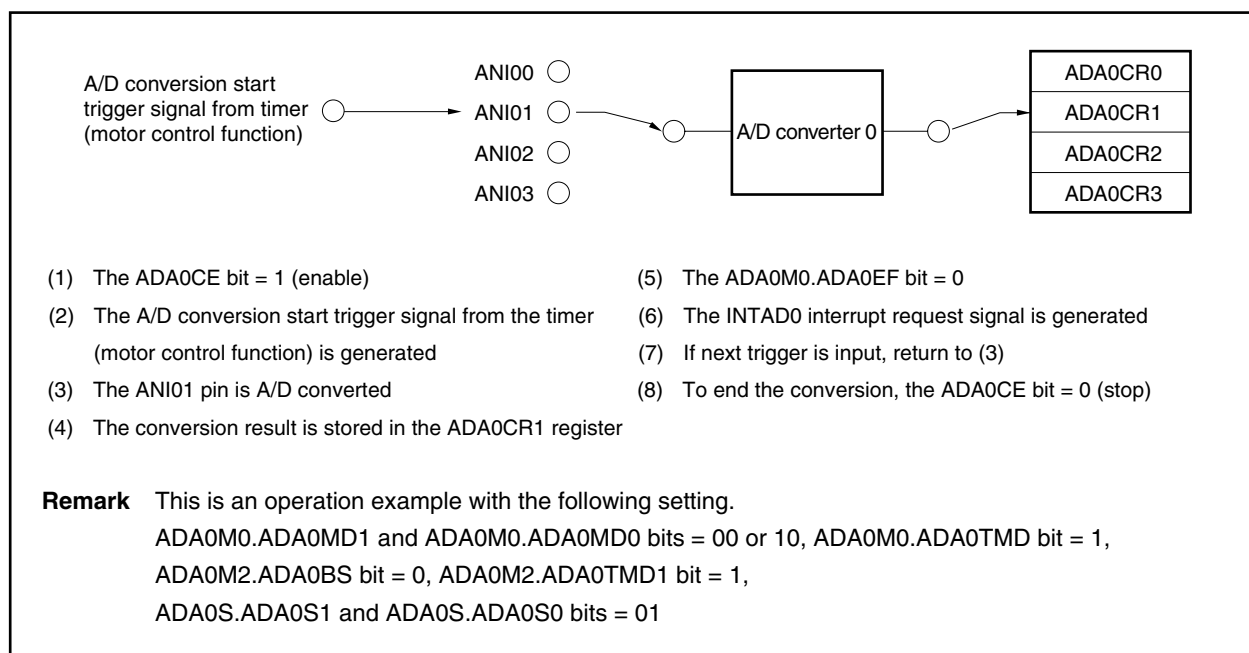 A/D conversion start
trigger signal from timer
(motor control function)
ANI00
ANI01
ANI02
ANI03
A/D converter 0
ADA0CR0
ADA0CR1
ADA0CR2
ADA0CR3
(1) The ADA0CE bit = 1 (enable)
(2) The A/D conversion start trigger signal from the timer
(motor control function) is generated
(3) The ANI01 pin is A/D converted
(4) The conversion result is stored in the ADA0CR1 register
(5) The ADA0M0.ADA0EF bit = 0
(6) The INTAD0 interrupt request signal is generated
(7) If next trigger is input, return to (3)
(8) To end the conversion, the ADA0CE bit = 0 (stop)
Remark This is an operation example with the following setting.
ADA0M0.ADA0MD1 and ADA0M0.ADA0MD0 bits = 00 or 10, ADA0M0.ADA0TMD bit = 1,
ADA0M2.ADA0BS bit = 0, ADA0M2.ADA0TMD1 bit = 1,
ADA0S.ADA0S1 and ADA0S.ADA0S0 bits = 01